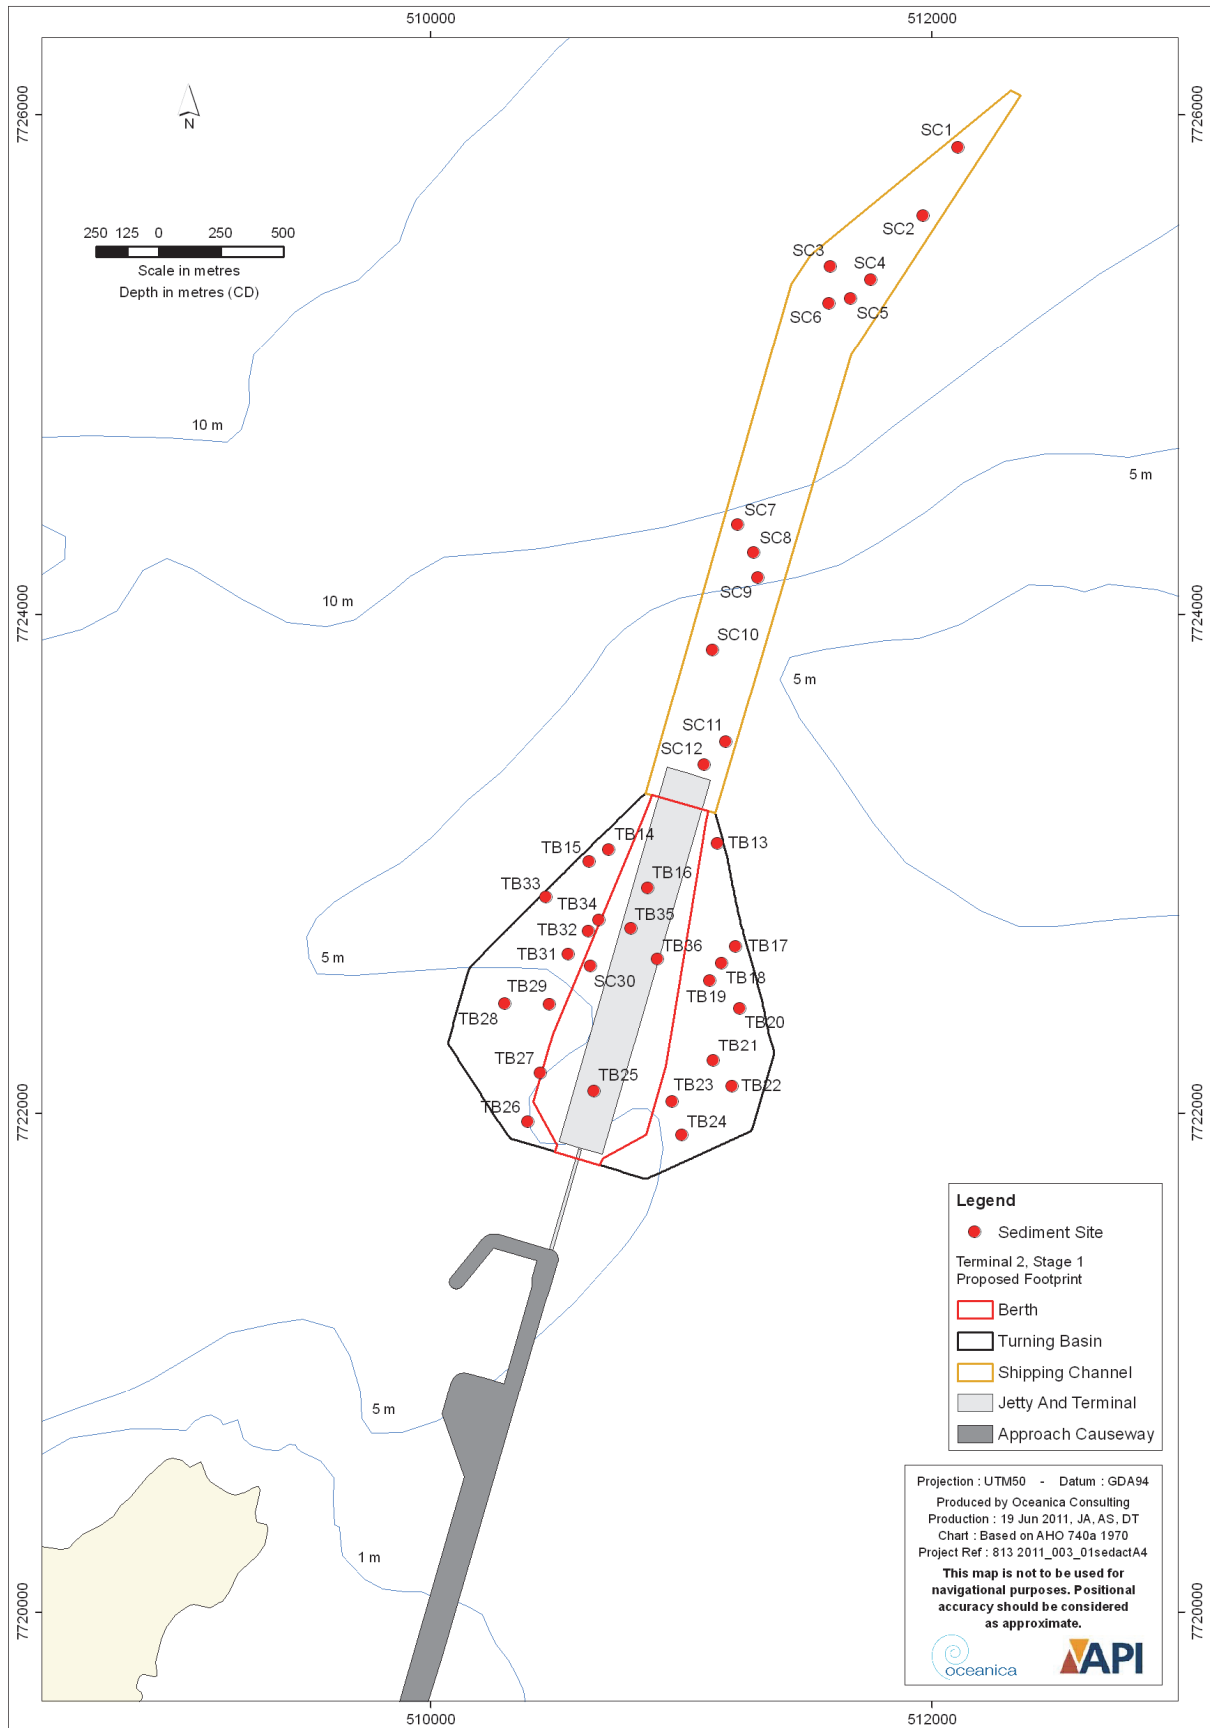 510000
512000
7726000
7726000
N
SC1
250 125 0 250 500
Scale in metres
Depth in metres (CD)
SC2
SC3
SC4
SC5
SC6
10 m
5 m
SC7
SC8
SC9
10 m
7724000
7724000
SC10
5 m
SC11
SC12
TB14
TB13
TB15
TB16
TB33
TB34
TB35
TB32
TB17
TB31
TB36
5 m
TB18
SC30
TB19
TB29
TB28
TB20
TB21
TB27
TB25
TB22
TB23
TB26
TB24
7722000
7722000
Legend
Sediment Site
Terminal 2, Stage 1
Proposed Footprint
Berth
Turning Basin
Shipping Channel
Jetty And Terminal
Approach Causeway
5 m
1 m
Projection : UTM50 - Datum : GDA94
Produced by Oceanica Consulting
Production : 19 Jun 2011, JA, AS, DT
Chart : Based on AHO 740a 1970
Project Ref : 813 2011_003_01sedactA4
This map is not to be used for
navigational purposes. Positional
accuracy should be considered
as approximate.
oceanica
API
7720000
7720000
510000
512000